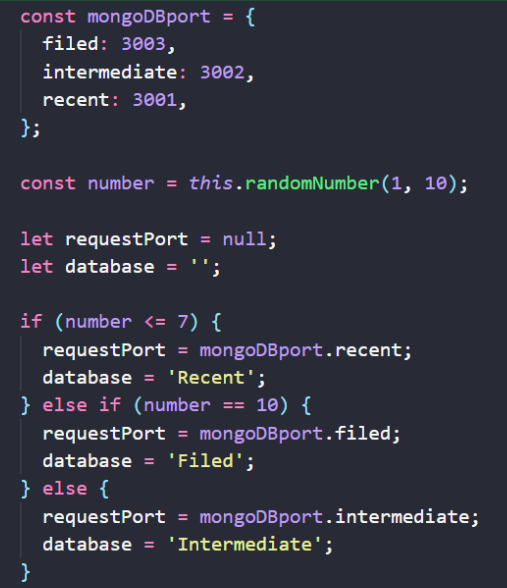 const mongoDBport = {
  filed: 3003,
  intermediate: 3002,
  recent: 3001,
};

const number = this.randomNumber(1, 10);

let requestPort = null;
let database = '';

if (number <= 7) {
  requestPort = mongoDBport.recent;
  database = 'Recent';
} else if (number == 10) {
  requestPort = mongoDBport.filed;
  database = 'Filed';
} else {
  requestPort = mongoDBport.intermediate;
  database = 'Intermediate';
}